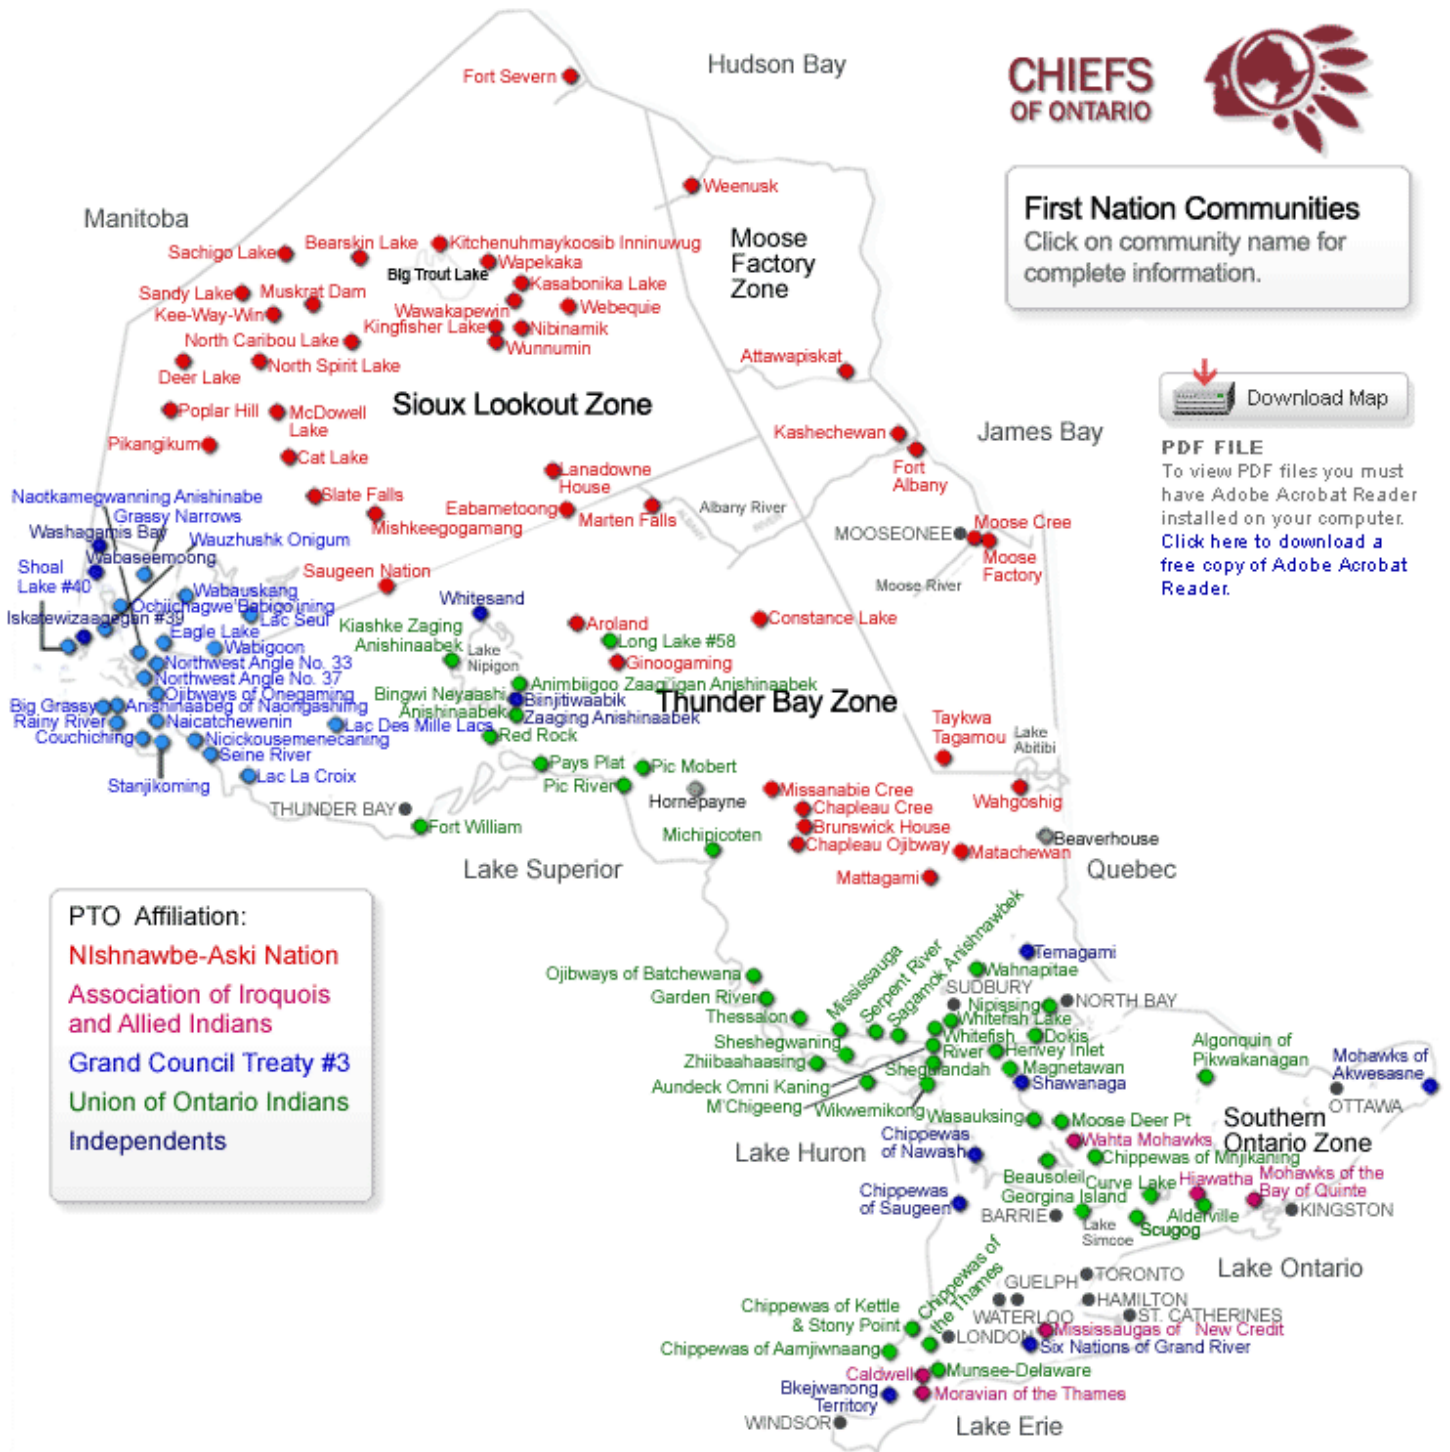 Hudson Bay
CHIEFS
OF ONTARIO
Fort Severn
First Nation Communities
Click on community name for
complete information.
Weenusk
Manitoba
Moose
Factory
Zone
Sachigo Lake
Bearskin Lake
Kitchenuhmaykoosib Inninuwug
Big Trout Lake
Wapekaka
Kasabonika Lake
Sandy Lake
Muskrat Dam
Wawakapewin
Webequie
Kee-Way-Win
Kingfisher Lake
Nibinamik
North Caribou Lake
Wunnumin
Attawapiskat
Deer Lake
North Spirit Lake
Sioux Lookout Zone
Download Map
Poplar Hill
McDowell
Lake
Kashechewan
James Bay
Pikangikum
Cat Lake
PDF FILE
To view PDF files you must
have Adobe Acrobat Reader
installed on your computer.
Click here to download a
free copy of Adobe Acrobat
Reader.
Lanadowne
House
Fort
Albany
Naotkamegwanning Anishinabe
Slate Falls
Eabametoong
Marten Falls
Albany River
ALBANY
RIVER
Grassy Narrows
Mishkeegogamang
Washagamis Bay
Wauzhushk Onigum
MOOSEONEE
Moose Cree
Moose
Factory
Wabaseemoong
Shoal
Lake #40
Saugeen Nation
Moose River
Wabauskang
Whitesand
Ochiichagwe'Babigo'ining
Iskatewizaagegan #39
Lac Seul
Kiashke Zaging
Anishinaabek
Aroland
Constance Lake
Eagle Lake
Long Lake #58
Wabigoon
Lake
Nipigon
Northwest Angle No. 33
Ginoogaming
Northwest Angle No. 37
Animbiigoo Zaagi'igan Anishinaabek
Ojibways of Onegaming
Bingwi Neyaashi
Anishinaabek
Biinjitiwaabik
Zaaging Anishinaabek
Thunder Bay Zone
Big Grassy
Anishinaabeg of Naongashiing
Rainy River
Naicatchewenin
Lac Des Mille Lacs
Taykwa
Tagamou
Lake
Abitibi
Couchiching
Nicickousemenecaning
Red Rock
Seine River
Pays Plat
Pic Mobert
Stanjikoming
Lac La Croix
Pic River
Hornepayne
Missanabie Cree
Wahgoshig
THUNDER BAY
Chapleau Cree
Fort William
Brunswick House
Michipicoten
Chapleau Ojibway
Matachewan
Beaverhouse
Lake Superior
Mattagami
Quebec
PTO Affiliation:
NIshnawbe-Aski Nation
Association of Iroquois
and Allied Indians
Grand Council Treaty #3
Union of Ontario Indians
Independents
Mississauga
Serpent River
Sagamok Anishnawbek
Temagami
Ojibways of Batchewana
Wahnapitae
SUDBURY
Garden River
Nipissing
NORTH BAY
Thessalon
Whitefish Lake
Sheshegwaning
Whitefish
River
Dokis
Zhiibaahaasing
Henvey Inlet
Algonquin of
Pikwakanagan
Mohawks of
Akwesasne
Aundeck Omni Kaning
Sheguiandah
Magnetawan
M'Chigeeng
Shawanaga
Wikwemikong
Wasauksing
Moose Deer Pt
OTTAWA
Southern
Ontario Zone
Lake Huron
Chippewas
of Nawash
Wahta Mohawks
Chippewas of Mnjikaning
Beausoleil
Curve Lake
Hiawatha
Mohawks of the
Bay of Quinte
Chippewas
of Saugeen
Georgina Island
BARRIE
Lake
Simcoe
Alderville
Scugog
KINGSTON
Chippewas of
the Thames
TORONTO
Lake Ontario
GUELPH
HAMILTON
Chippewas of Kettle
& Stony Point
WATERLOO
ST. CATHERINES
LONDON
Mississaugas of New Credit
Chippewas of Aamjiwnaang
Six Nations of Grand River
Caldwell
Munsee-Delaware
Bkejwanong
Territory
Moravian of the Thames
WINDSOR
Lake Erie